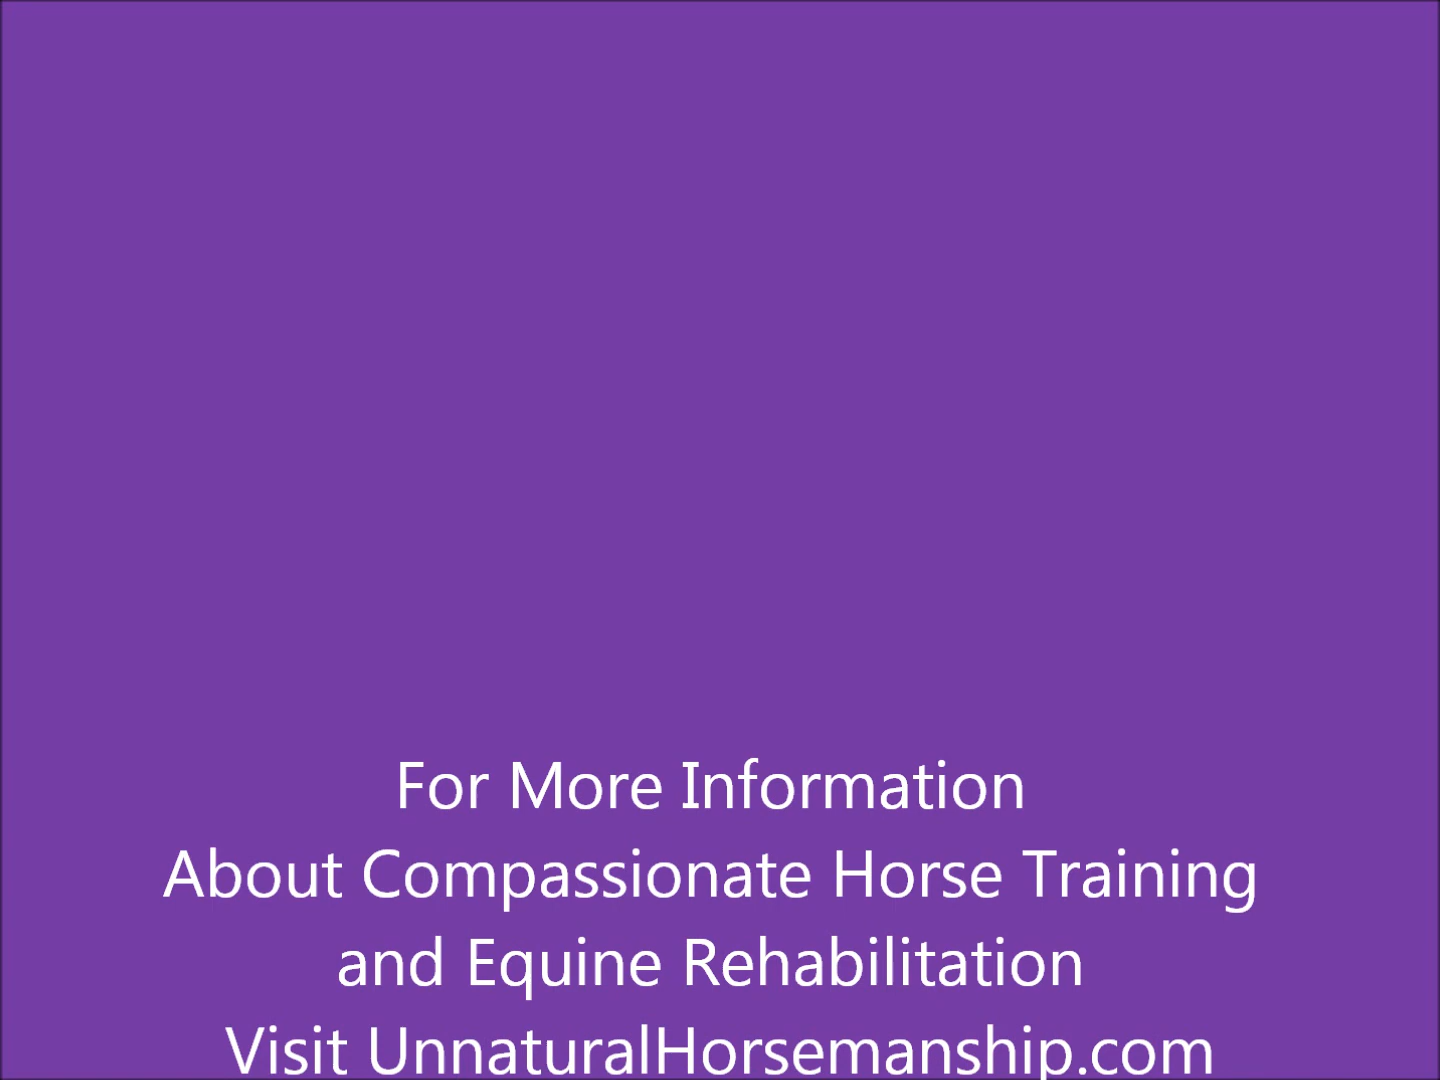 For More Information
About Compassionate Horse Training
and Equine Rehabilitation
Visit UnnaturalHorsemanship.com